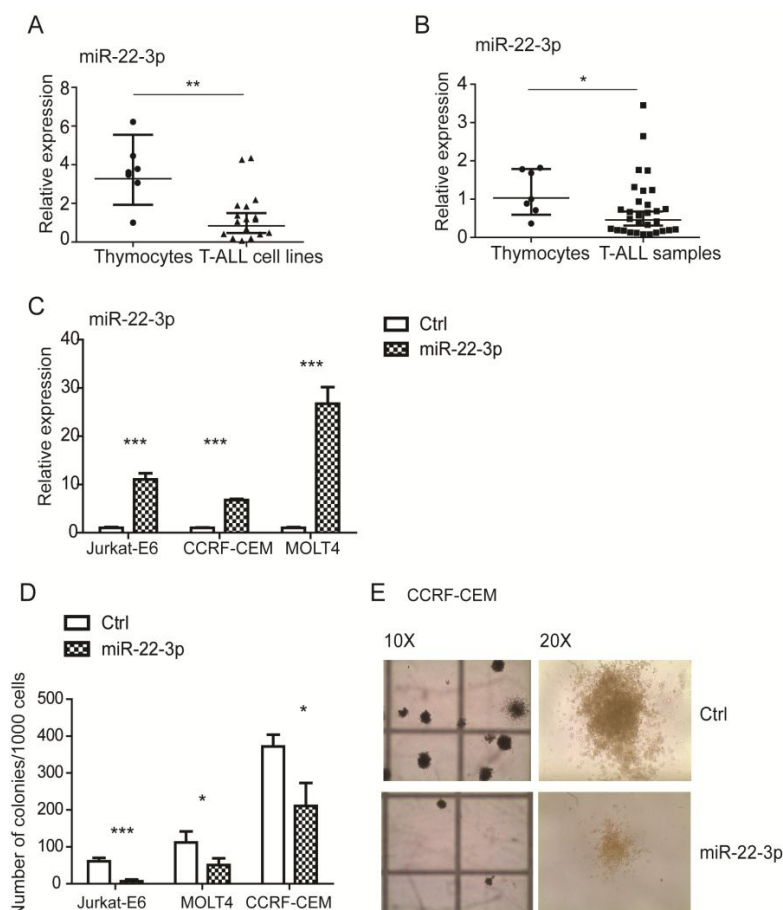 A
miR-22-3p
**
Relative expression
8
6
4
2
0
Thymocytes
T-ALL cell lines
B
miR-22-3p
*
Relative expression
4
3
2
1
0
Thymocytes
T-ALL samples
C
miR-22-3p
Ctrl
miR-22-3p
Relative expression
40
30
20
10
0
***
***
***
Jurkat-E6
CCRF-CEM
MOLT4
D
Ctrl
miR-22-3p
Number of colonies/1000 cells
500
400
300
200
100
0
***
*
*
Jurkat-E6
MOLT4
CCRF-CEM
E
CCRF-CEM
10X
20X
Ctrl
miR-22-3p